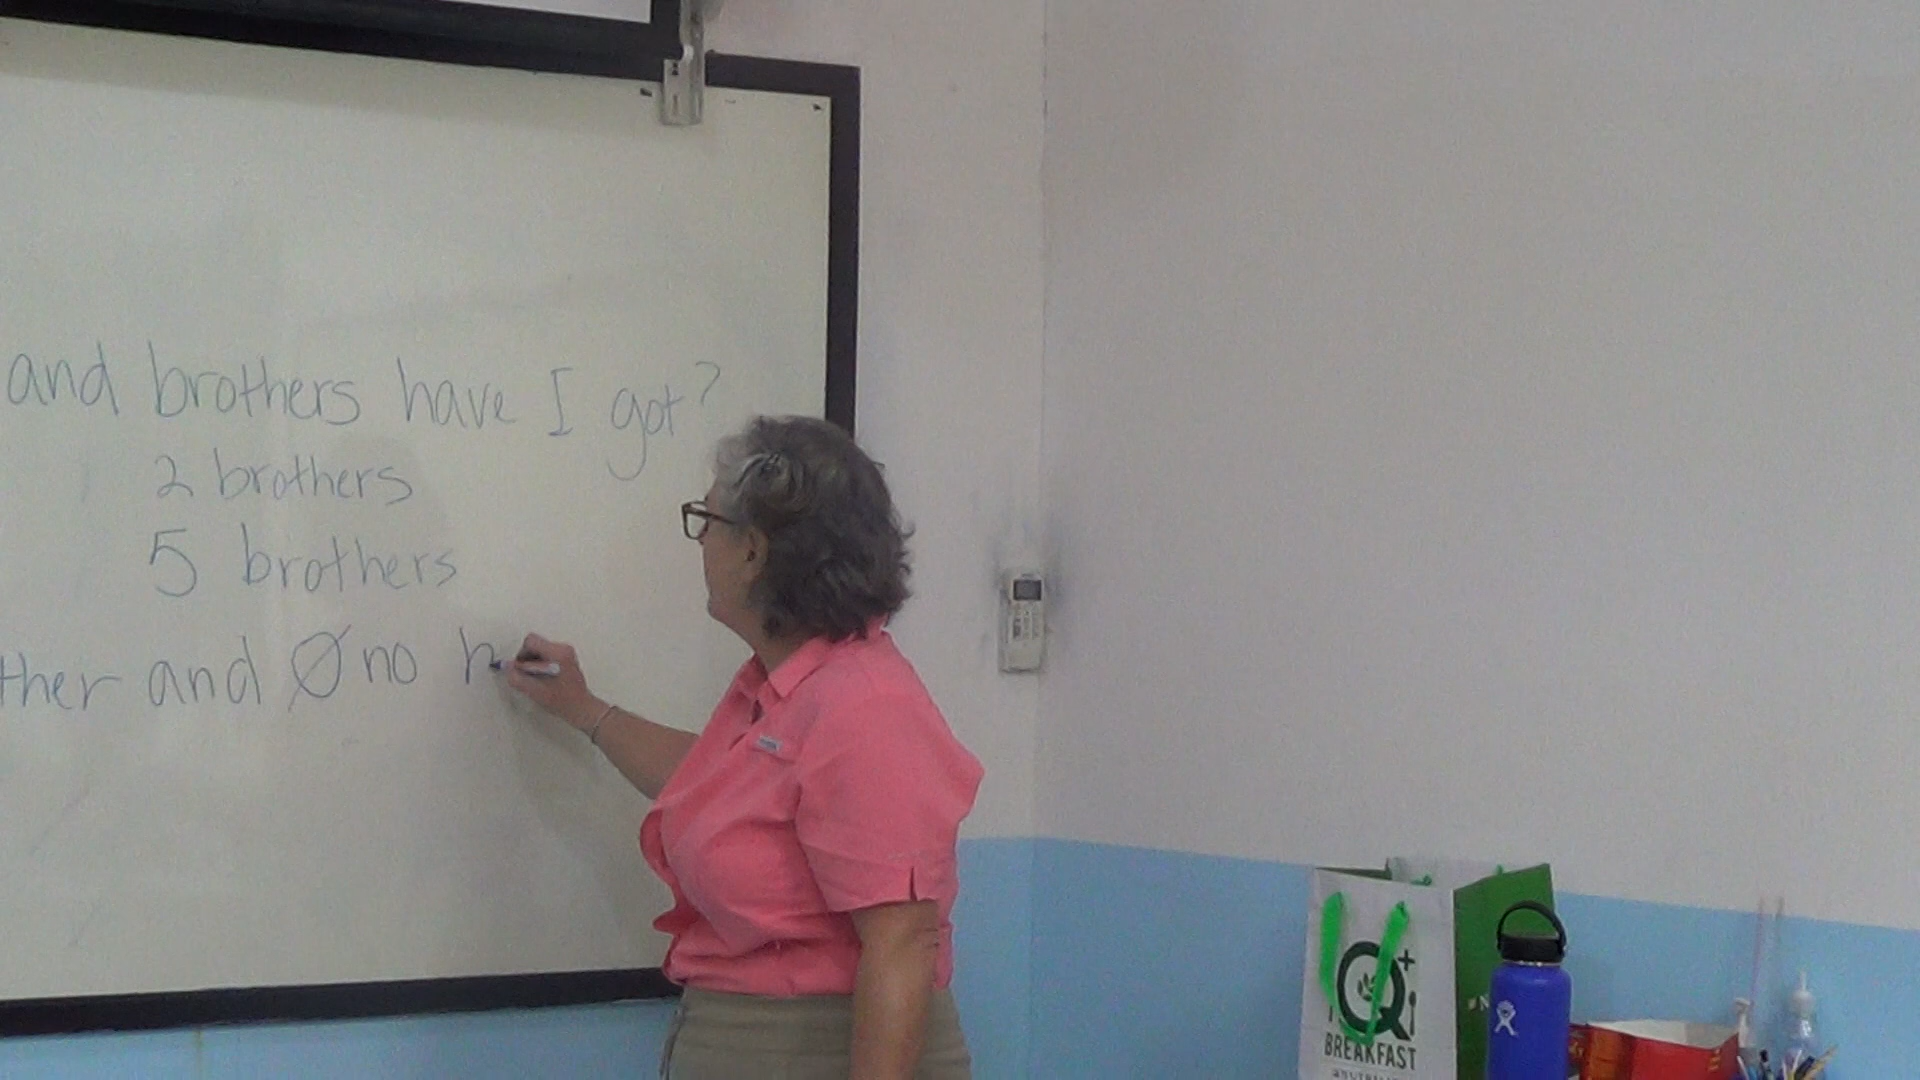 and brothers have I got?
2 brothers
5 brothers
ther and Ø no
Q+
BREAKFAST